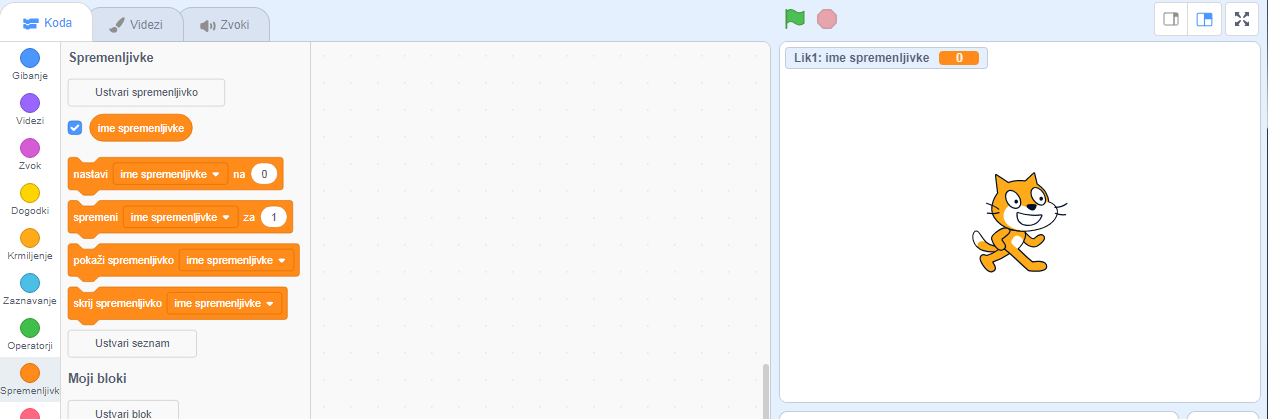 Koda
Videzi
Zvoki
Gibanje
Videzi
Zvok
Dogodki
Krmiljenje
Zaznavanje
Operatorji
Spremenljivk
Spremenljivke
Ustvari spremenljivko
ime spremenljivke
nastavi ime spremenljivke na 0
spremeni ime spremenljivke za 1
pokaži spremenljivko ime spremenljivke
skrij spremenljivko ime spremenljivke
Ustvari seznam
Moji bloki
Ustvari blok
Lik1: ime spremenljivke 0